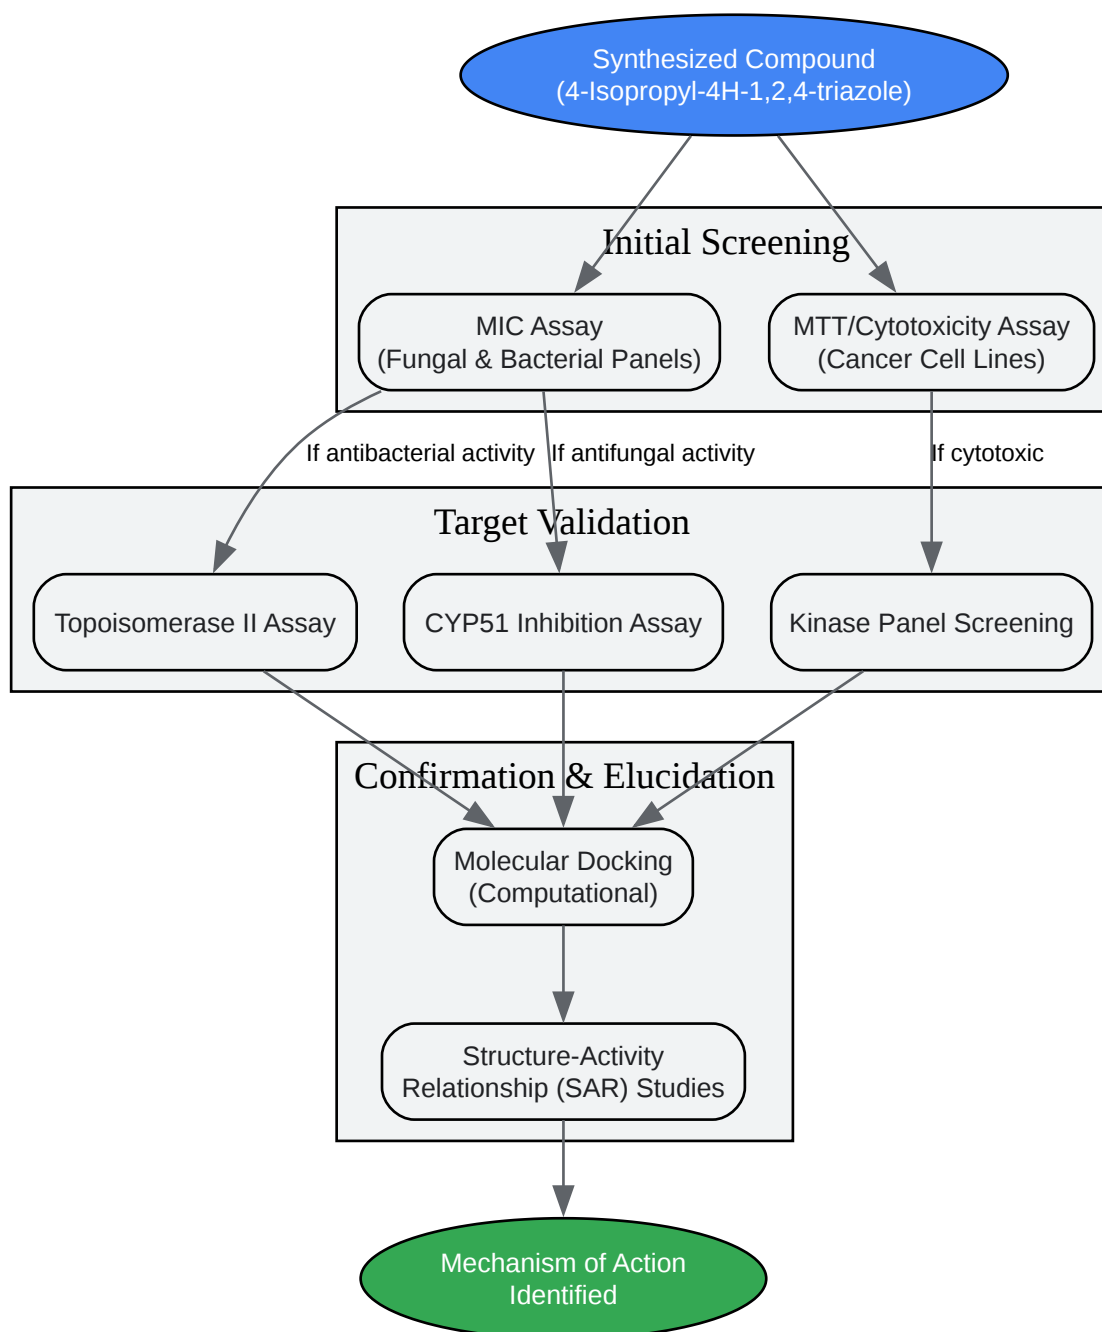 Synthesized Compound
(4-Isopropyl-4H-1,2,4-triazole)
Initial Screening
MIC Assay
(Fungal & Bacterial Panels)
MTT/Cytotoxicity Assay
(Cancer Cell Lines)
If antibacterial activity
If antifungal activity
If cytotoxic
Target Validation
Topoisomerase II Assay
CYP51 Inhibition Assay
Kinase Panel Screening
Confirmation & Elucidation
Molecular Docking
(Computational)
Structure-Activity
Relationship (SAR) Studies
Mechanism of Action
Identified